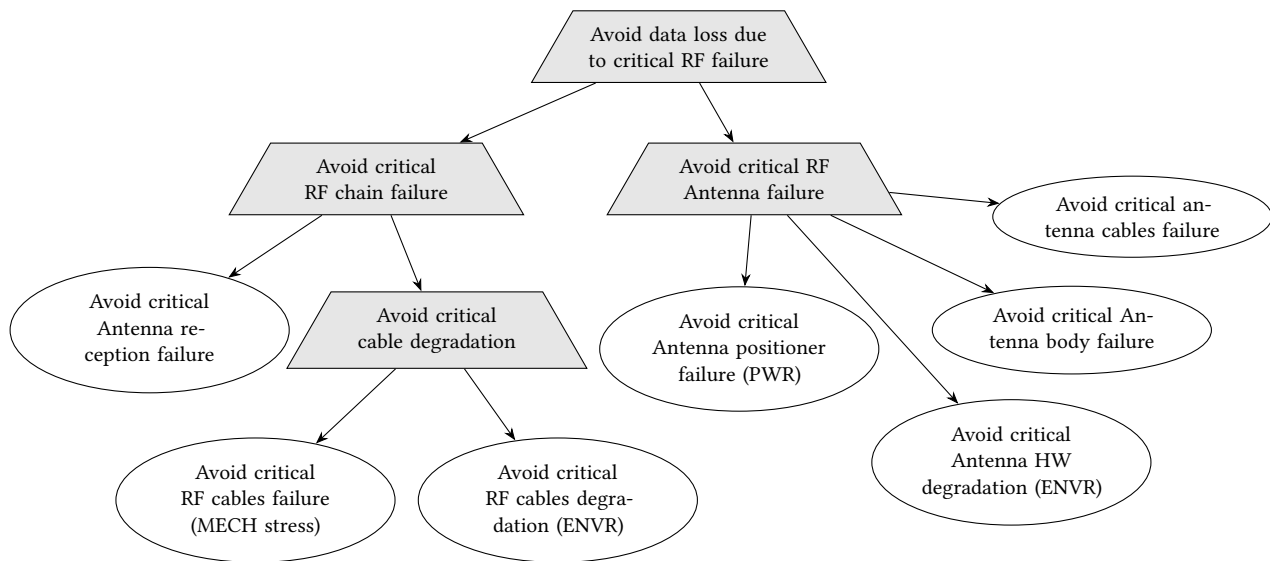 Avoid data loss due
to critical RF failure
Avoid critical
RF chain failure
Avoid critical RF
Antenna failure
Avoid critical an-
tenna cables failure
Avoid critical
Antenna re-
ception failure
Avoid critical
cable degradation
Avoid critical
Antenna positioner
failure (PWR)
Avoid critical An-
tenna body failure
Avoid critical
RF cables failure
(MECH stress)
Avoid critical
RF cables degra-
dation (ENVR)
Avoid critical
Antenna HW
degradation (ENVR)